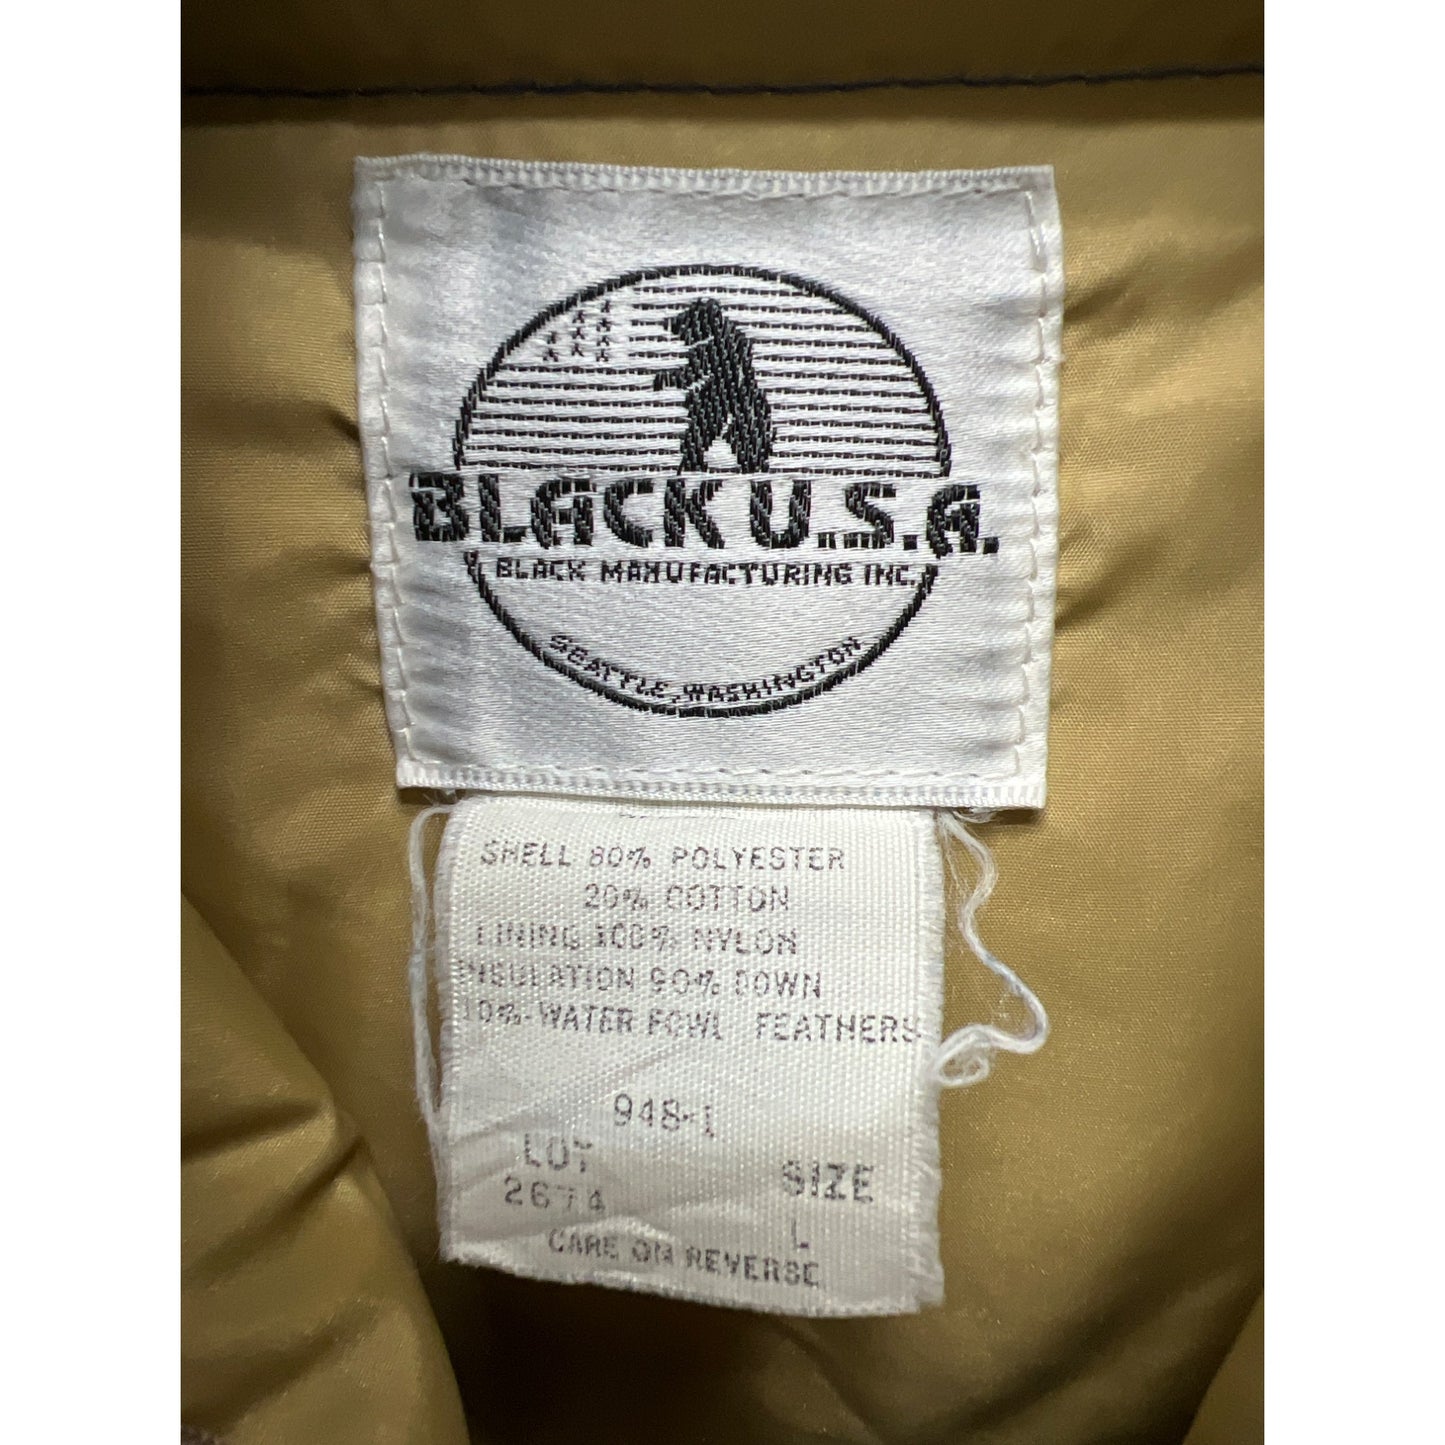 BLACK U.S.A.
BLACK MANUFACTURING INC.
SEATTLE, WASHINGTON
SHELL 80% POLYESTER
20% COTTON
LINING 100% NYLON
INSULATION 90% DOWN
10% WATER FOWL FEATHERS
948-1
LOT SIZE
2674 L
CARE ON REVERSE